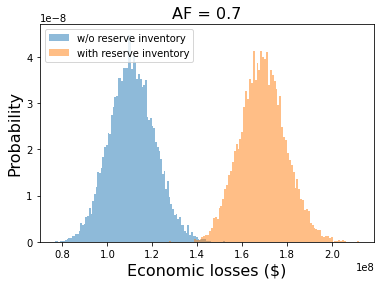 AF = 0.7
1e−8
w/o reserve inventory
with reserve inventory
4
3
2
1
0
Probability
0.8 1.0 1.2 1.4 1.6 1.8 2.0
1e8
Economic losses ($)